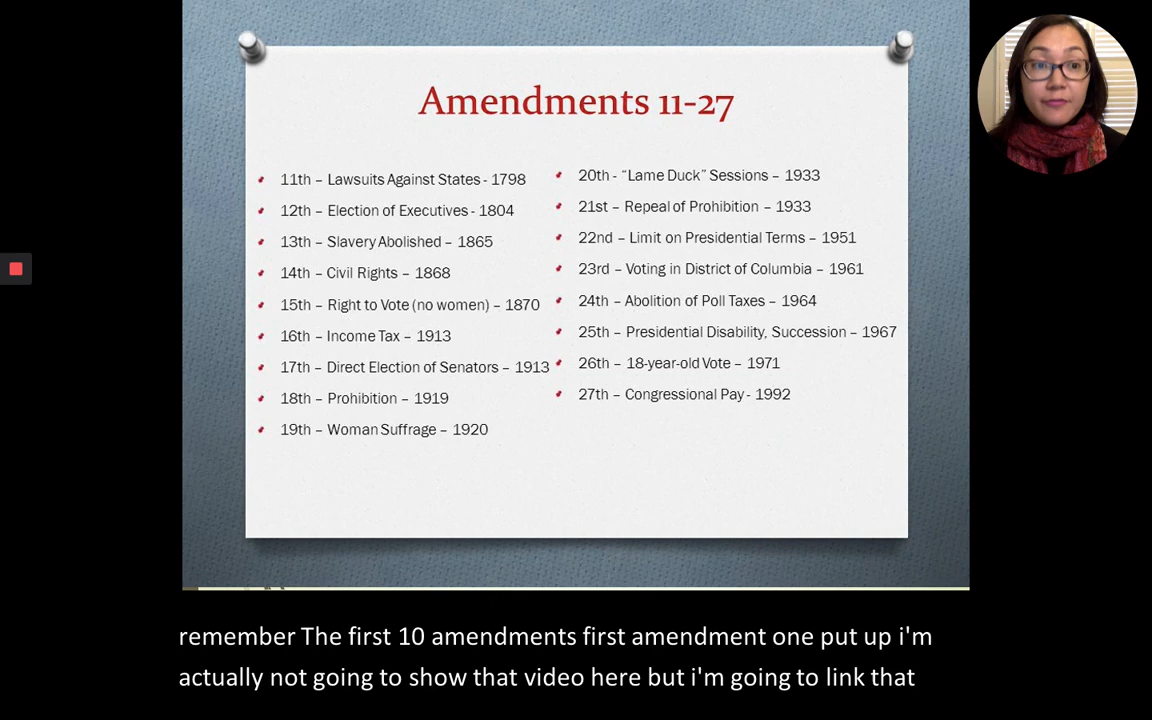 Amendments 11-27
11th – Lawsuits Against States - 1798
12th – Election of Executives - 1804
13th – Slavery Abolished – 1865
14th – Civil Rights – 1868
15th – Right to Vote (no women) – 1870
16th – Income Tax – 1913
17th – Direct Election of Senators – 1913
18th – Prohibition – 1919
19th – Woman Suffrage – 1920
20th - “Lame Duck” Sessions – 1933
21st – Repeal of Prohibition – 1933
22nd – Limit on Presidential Terms – 1951
23rd – Voting in District of Columbia – 1961
24th – Abolition of Poll Taxes – 1964
25th – Presidential Disability, Succession – 1967
26th – 18-year-old Vote – 1971
27th – Congressional Pay - 1992
remember The first 10 amendments first amendment one put up i'm
actually not going to show that video here but i'm going to link that